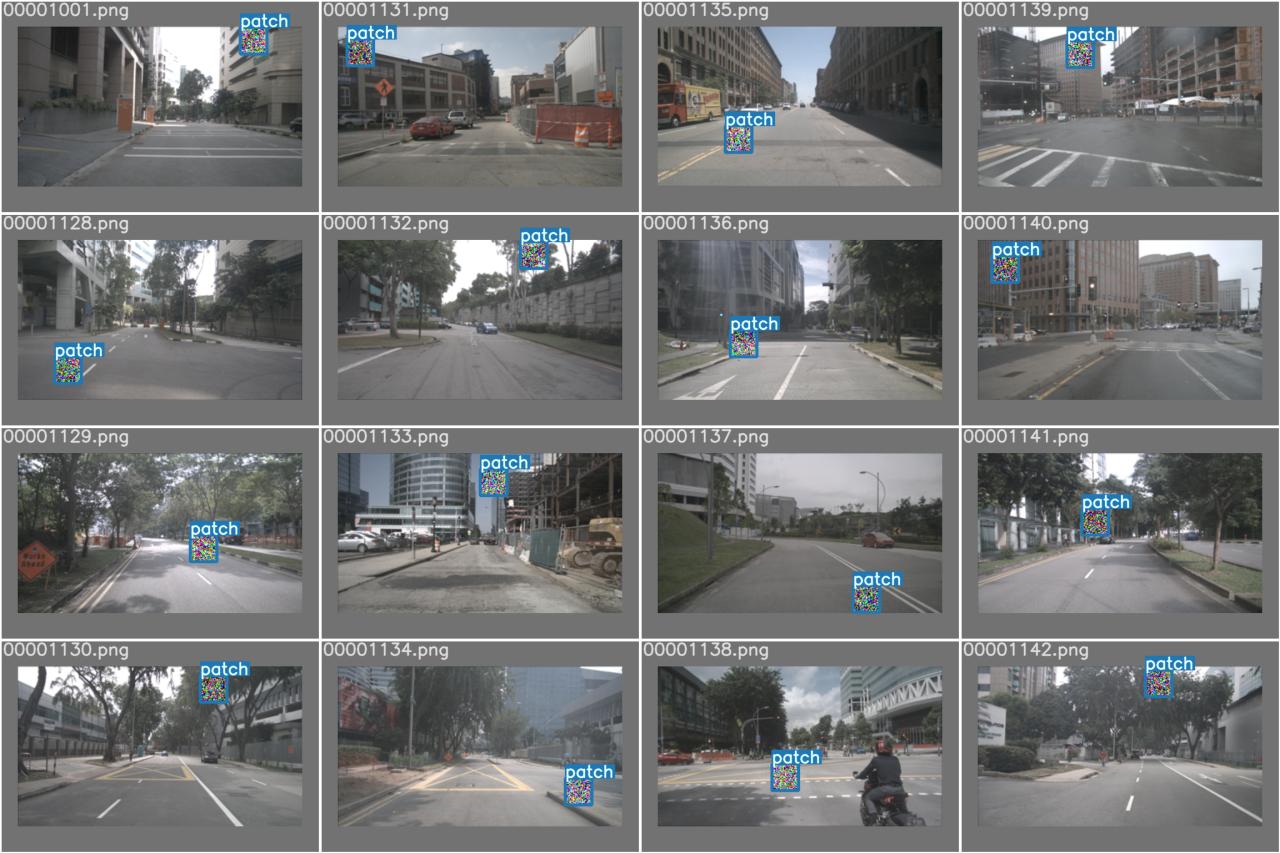 00001001.png
patch
00001131.png
patch
00001135.png
patch
00001139.png
patch
00001128.png
patch
00001132.png
patch
00001136.png
patch
00001140.png
patch
00001129.png
patch
Works
Ahead
00001133.png
patch
00001137.png
patch
00001141.png
patch
00001130.png
patch
00001134.png
patch
00001138.png
patch
00001142.png
patch